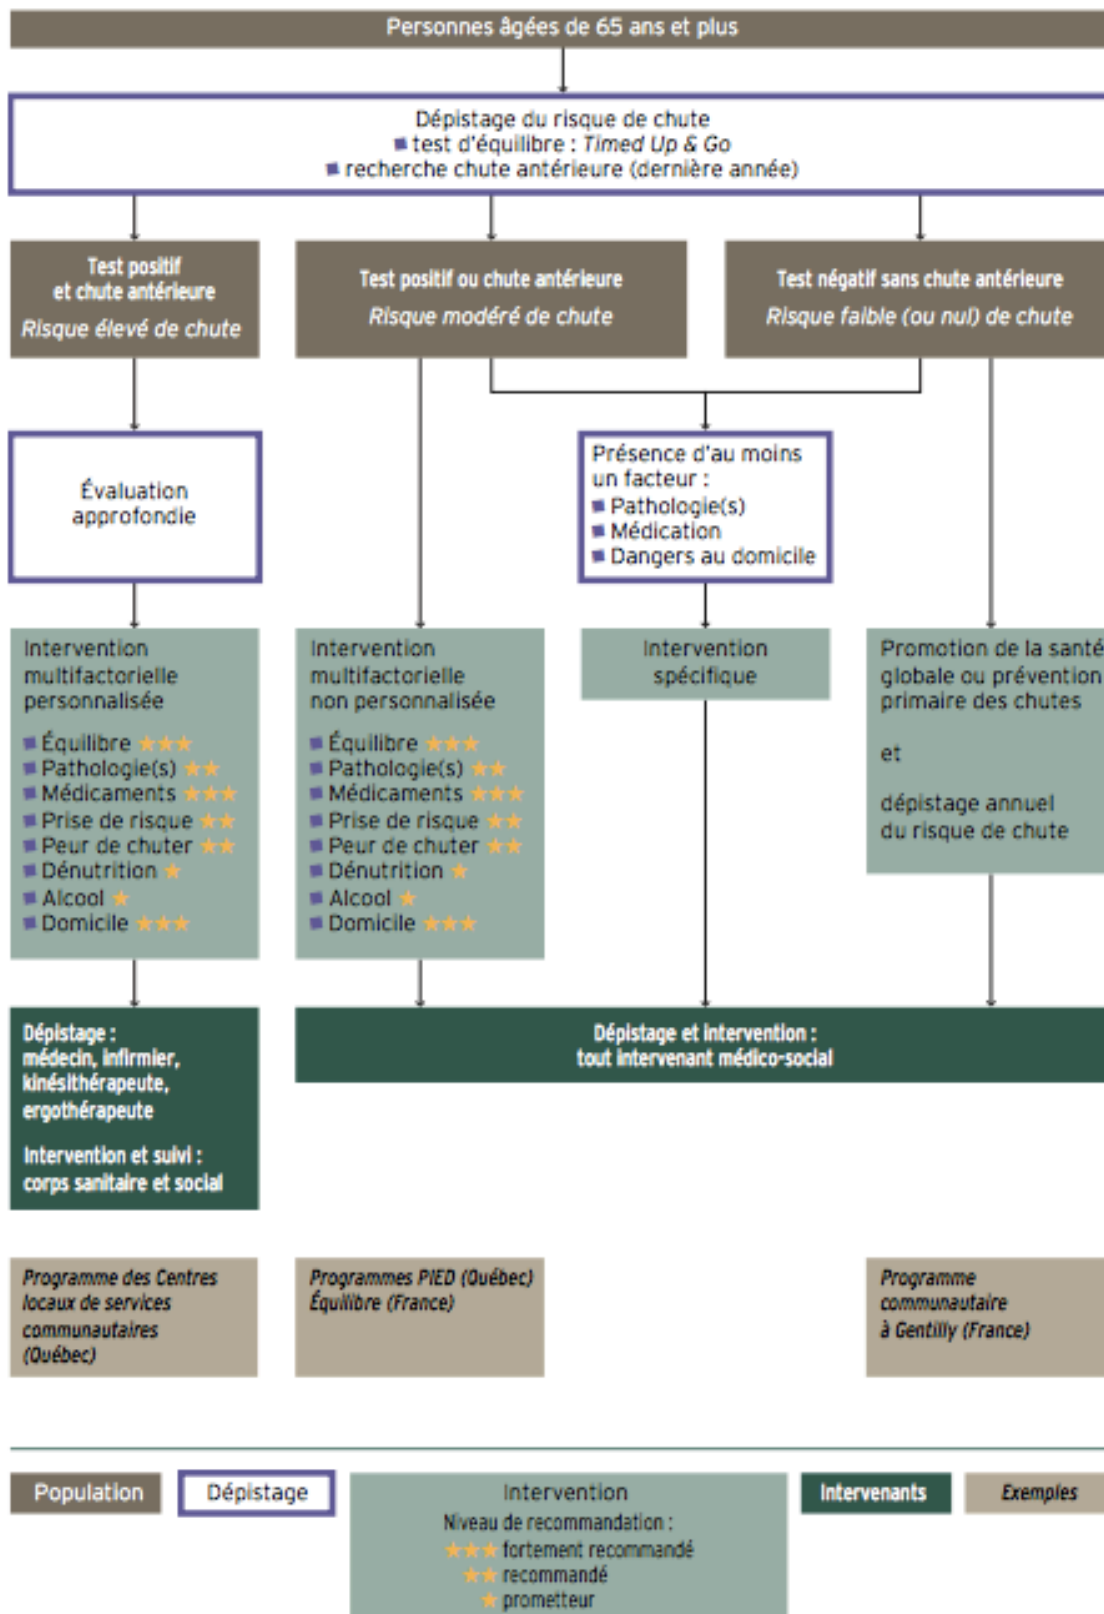 Personnes âgées de 65 ans et plus
Dépistage du risque de chute
■ test d'équilibre : Timed Up & Go
■ recherche chute antérieure (dernière année)
Test positif
et chute antérieure
Risque élevé de chute
Test positif ou chute antérieure
Risque modéré de chute
Test négatif sans chute antérieure
Risque faible (ou nul) de chute
Évaluation
approfondie
Présence d'au moins
un facteur :
■ Pathologie(s)
■ Médication
■ Dangers au domicile
Intervention
multifactorielle
personnalisée
■ Équilibre ★★★
■ Pathologie(s) ★★
■ Médicaments ★★★
■ Prise de risque ★★
■ Peur de chuter ★★
■ Dénutrition ★
■ Alcool ★
■ Domicile ★★★
Intervention
multifactorielle
non personnalisée
■ Équilibre ★★★
■ Pathologie(s) ★★
■ Médicaments ★★★
■ Prise de risque ★★
■ Peur de chuter ★★
■ Dénutrition ★
■ Alcool ★
■ Domicile ★★★
Intervention
spécifique
Promotion de la santé
globale ou prévention
primaire des chutes
et
dépistage annuel
du risque de chute
Dépistage :
médecin, infirmier,
kinésithérapeute,
ergothérapeute
Intervention et suivi :
corps sanitaire et social
Dépistage et intervention :
tout intervenant médico-social
Programme des Centres
locaux de services
communautaires
(Québec)
Programmes PIED (Québec)
Équilibre (France)
Programme
communautaire
à Gentilly (France)
Population
Dépistage
Intervention
Niveau de recommandation :
★★★ fortement recommandé
★★ recommandé
★ prometteur
Intervenants
Exemples